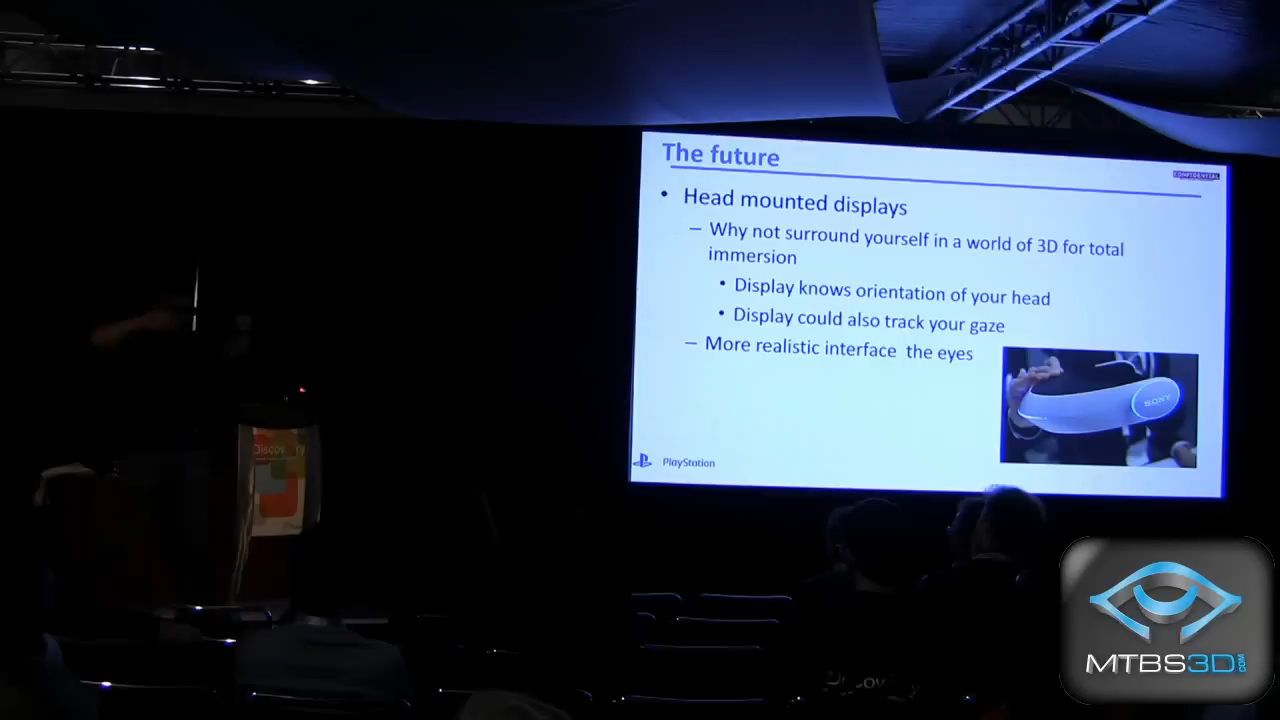 The future
CONFIDENTIAL
• Head mounted displays
– Why not surround yourself in a world of 3D for total
immersion
• Display knows orientation of your head
• Display could also track your gaze
– More realistic interface  the eyes
SONY
PlayStation
Discovery
MTBS3D.COM